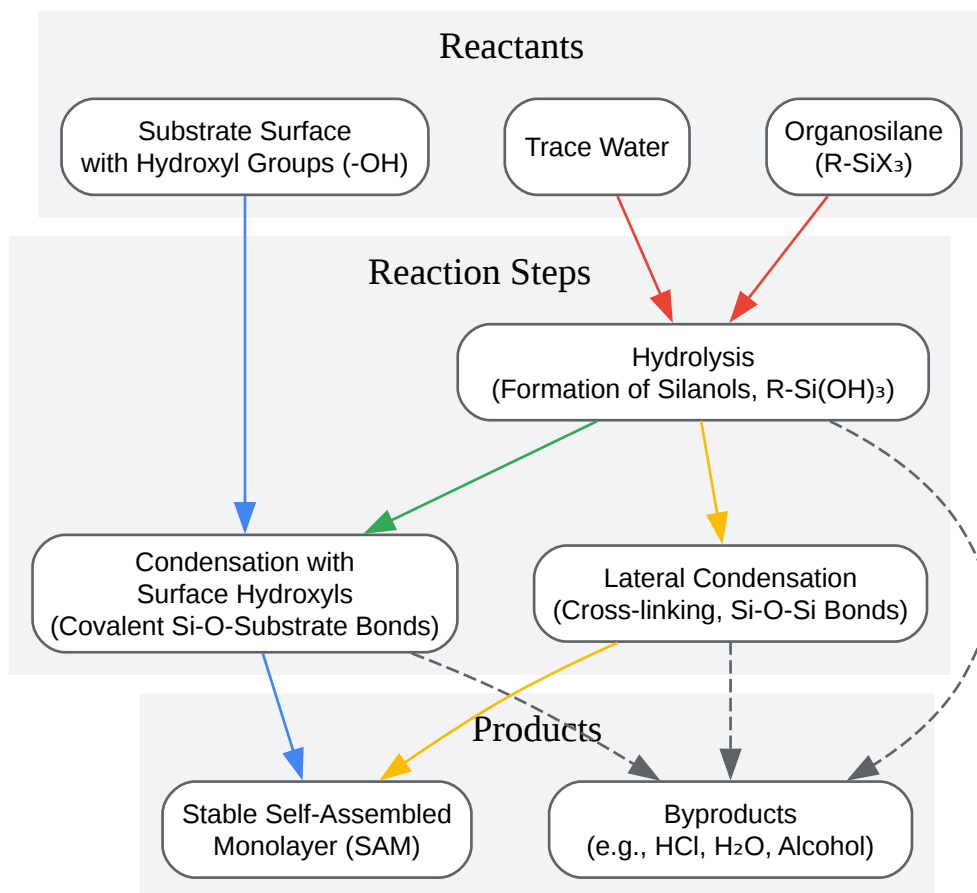 Reactants
Substrate Surface
with Hydroxyl Groups (-OH)
Trace Water
Organosilane
(R-SiX₃)
Reaction Steps
Hydrolysis
(Formation of Silanols, R-Si(OH)₃)
Condensation with
Surface Hydroxyls
(Covalent Si-O-Substrate Bonds)
Lateral Condensation
(Cross-linking, Si-O-Si Bonds)
Products
Stable Self-Assembled
Monolayer (SAM)
Byproducts
(e.g., HCl, H₂O, Alcohol)